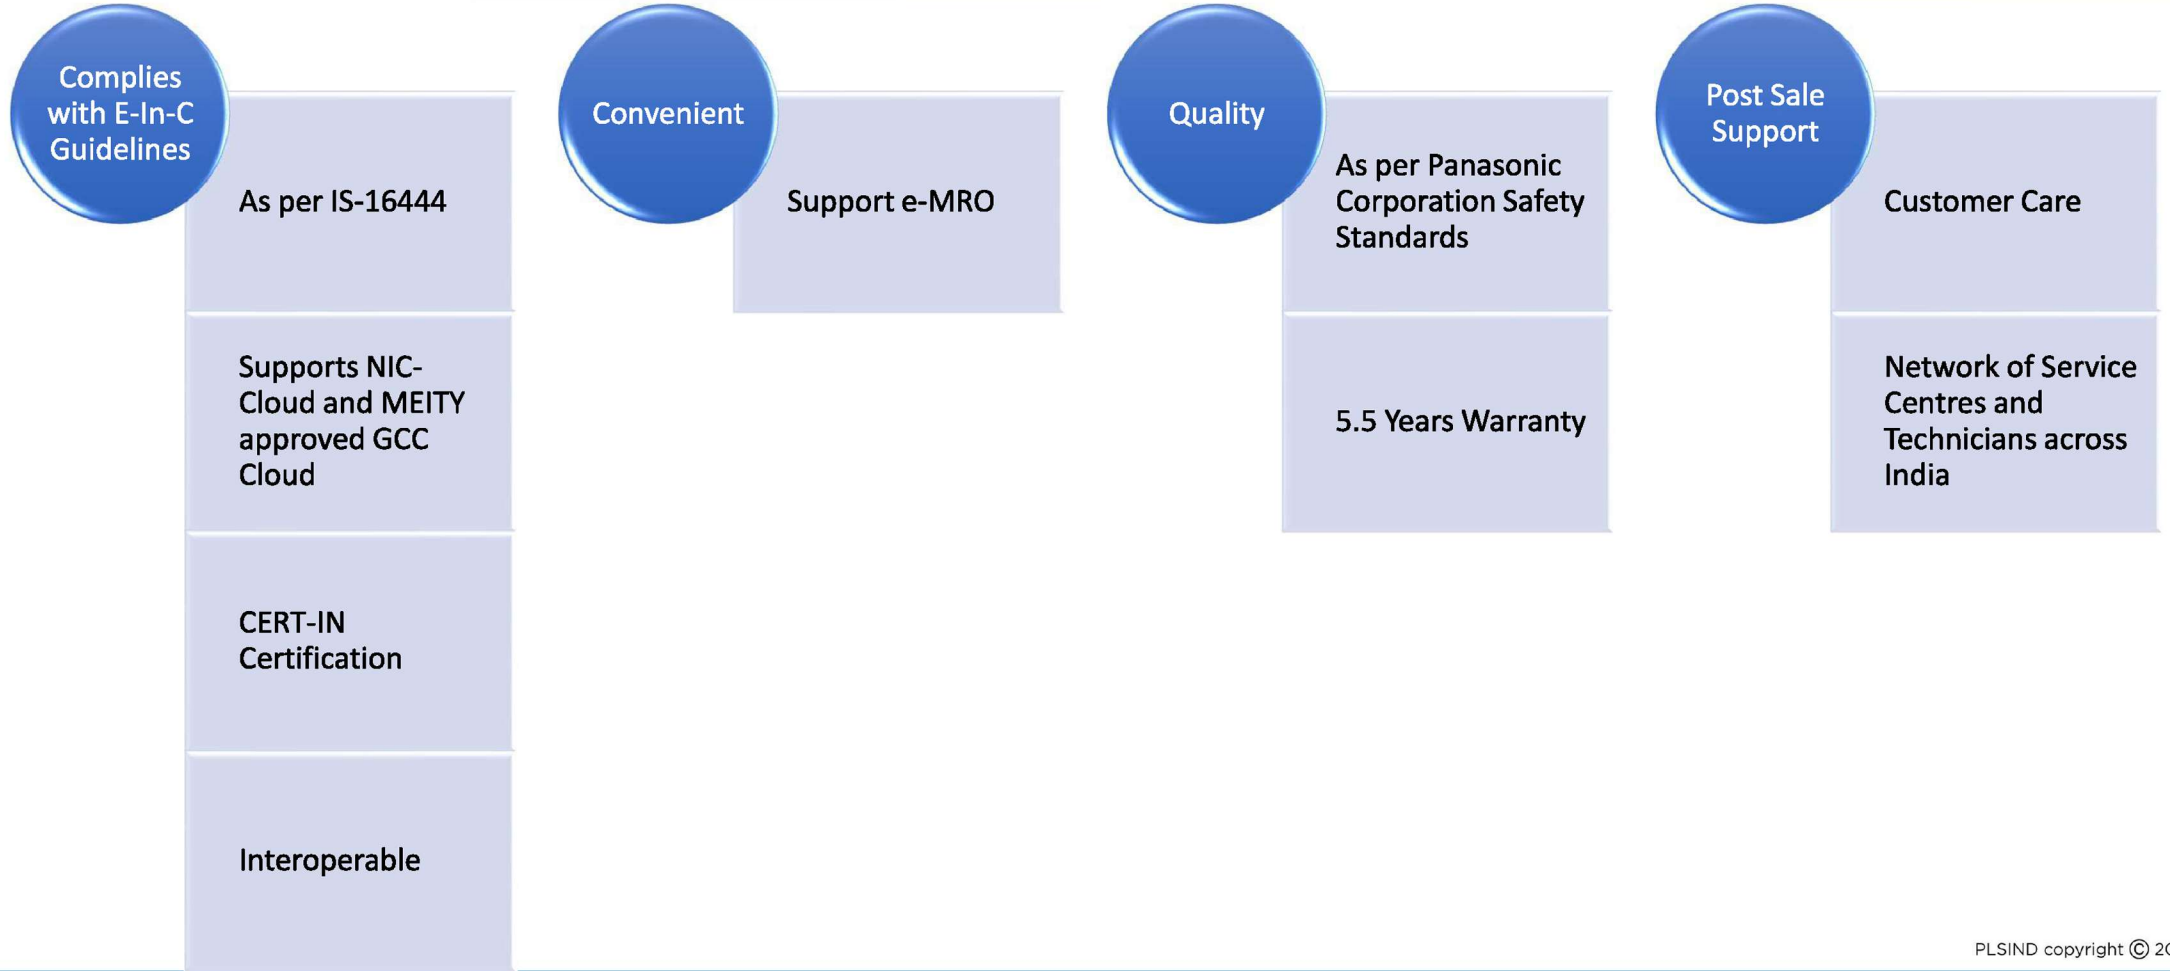 Complies
with E-In-C
Guidelines
As per IS-16444
Supports NIC-
Cloud and MEITY
approved GCC
Cloud
CERT-IN
Certification
Interoperable
Convenient
Support e-MRO
Quality
As per Panasonic
Corporation Safety
Standards
5.5 Years Warranty
Post Sale
Support
Customer Care
Network of Service
Centres and
Technicians across
India
PLSIND copyright ©